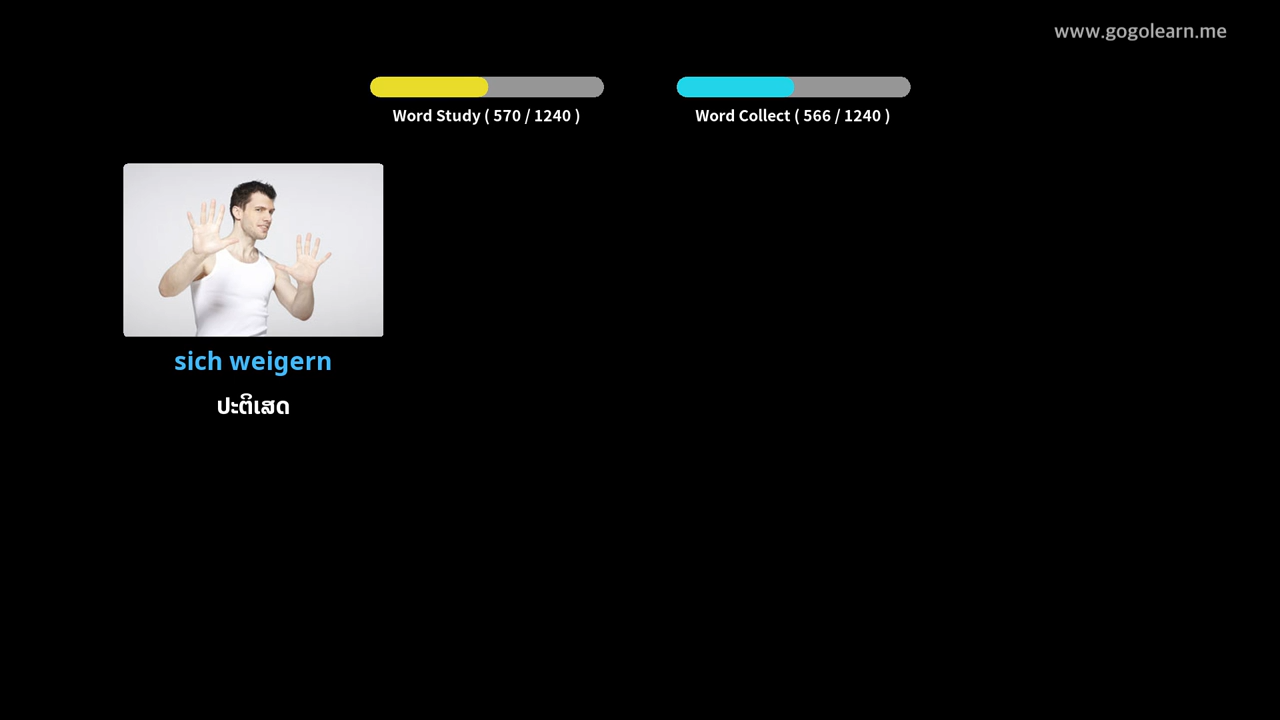 www.gogolearn.me
Word Study ( 570 / 1240 )
Word Collect ( 566 / 1240 )
sich weigern
ປະຕິເສດ